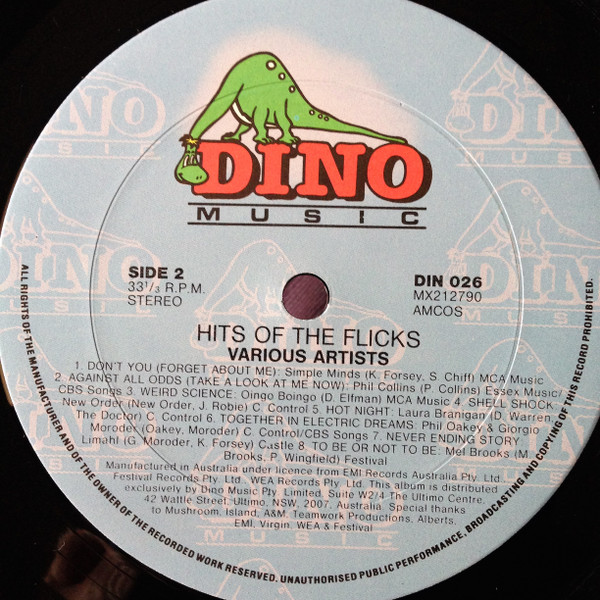 DINO
MUSIC
SIDE 2
33 1/3 R.P.M.
STEREO
DIN 026
MX212790
AMCOS
HITS OF THE FLICKS
VARIOUS ARTISTS
1. DON'T YOU (FORGET ABOUT ME): Simple Minds (K. Forsey, S. Chiff) MCA Music
2. AGAINST ALL ODDS (TAKE A LOOK AT ME NOW): Phil Collins (P. Collins) Essex Music/
CBS Songs 3. WEIRD SCIENCE: Oingo Boingo (D. Elfman) MCA Music 4. SHELL SHOCK:
New Order (New Order, J. Robie) C. Control 5. HOT NIGHT: Laura Branigan (D. Warren,
The Doctor) C. Control 6. TOGETHER IN ELECTRIC DREAMS: Phil Oakey & Giorgio
Moroder (Oakey, Moroder) C. Control/CBS Songs 7. NEVER ENDING STORY:
Limahl (G. Moroder, K. Forsey) Castle 8. TO BE OR NOT TO BE: Mel Brooks (M.
Brooks, P. Wingfield) Festival
Manufactured in Australia under licence from EMI Records Australia Pty. Ltd.,
Festival Records Pty. Ltd., WEA Records Pty. Ltd. This album is distributed
exclusively by Dino Music Pty. Limited. Suite W2/4 The Ultimo Centre,
42 Wattle Street, Ultimo, NSW, 2007, Australia. Special thanks
to Mushroom, Island, A&M, Teamwork Productions, Alberts,
EMI, Virgin, WEA & Festival
ALL RIGHTS OF THE MANUFACTURER AND OF THE OWNER OF THE RECORDED WORK RESERVED. UNAUTHORISED PUBLIC PERFORMANCE, BROADCASTING AND COPYING OF THIS RECORD PROHIBITED.